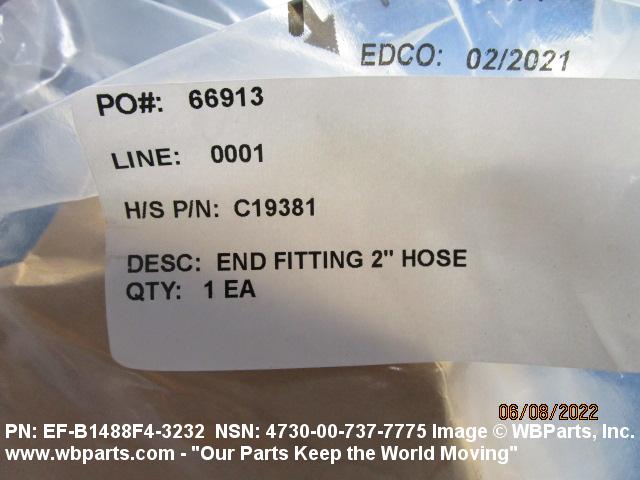 EDCO: 02/2021
PO#: 66913
LINE: 0001
H/S P/N: C19381
DESC: END FITTING 2" HOSE
QTY: 1 EA
06/08/2022
PN: EF-B1488F4-3232 NSN: 4730-00-737-7775 Image © WBParts, Inc.
www.wbparts.com - "Our Parts Keep the World Moving"